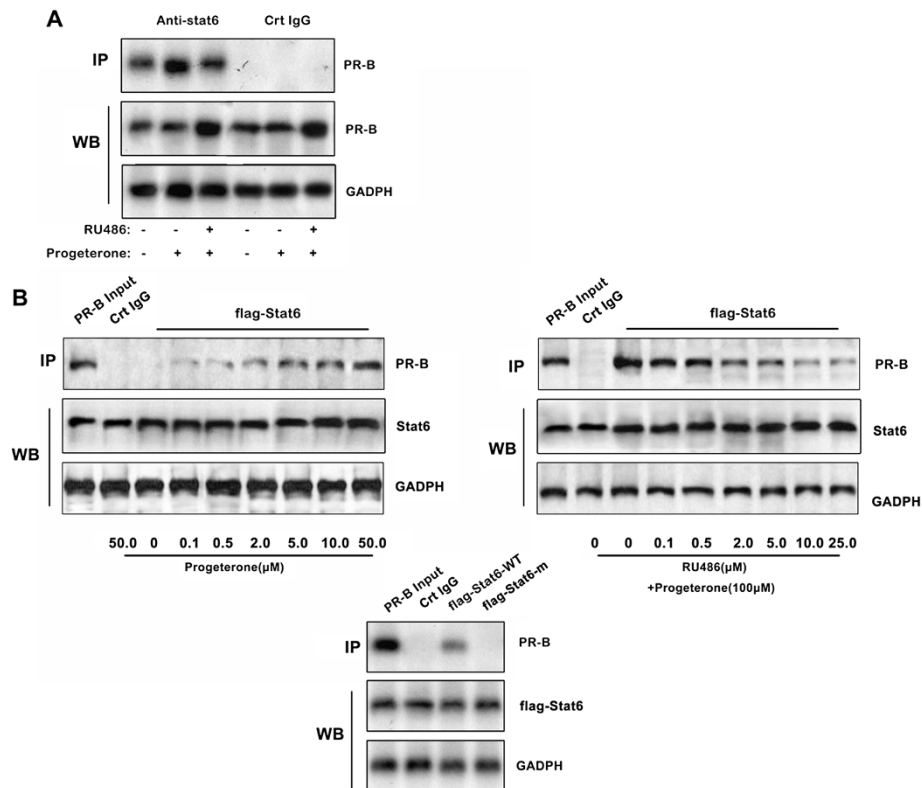 A
Anti-stat6 Crt IgG
IP PR-B
WB PR-B
GADPH
RU486: - - + - - +
Progeterone: - + + - + +
B
PR-B Input Crt IgG flag-Stat6
IP PR-B
WB Stat6
GADPH
50.0 0 0.1 0.5 2.0 5.0 10.0 50.0
Progeterone(µM)
PR-B Input Crt IgG flag-Stat6
IP PR-B
WB Stat6
GADPH
0 0 0.1 0.5 2.0 5.0 10.0 25.0
RU486(µM)
+Progeterone(100µM)
PR-B Input Crt IgG flag-Stat6-WT flag-Stat6-m
IP PR-B
WB flag-Stat6
GADPH